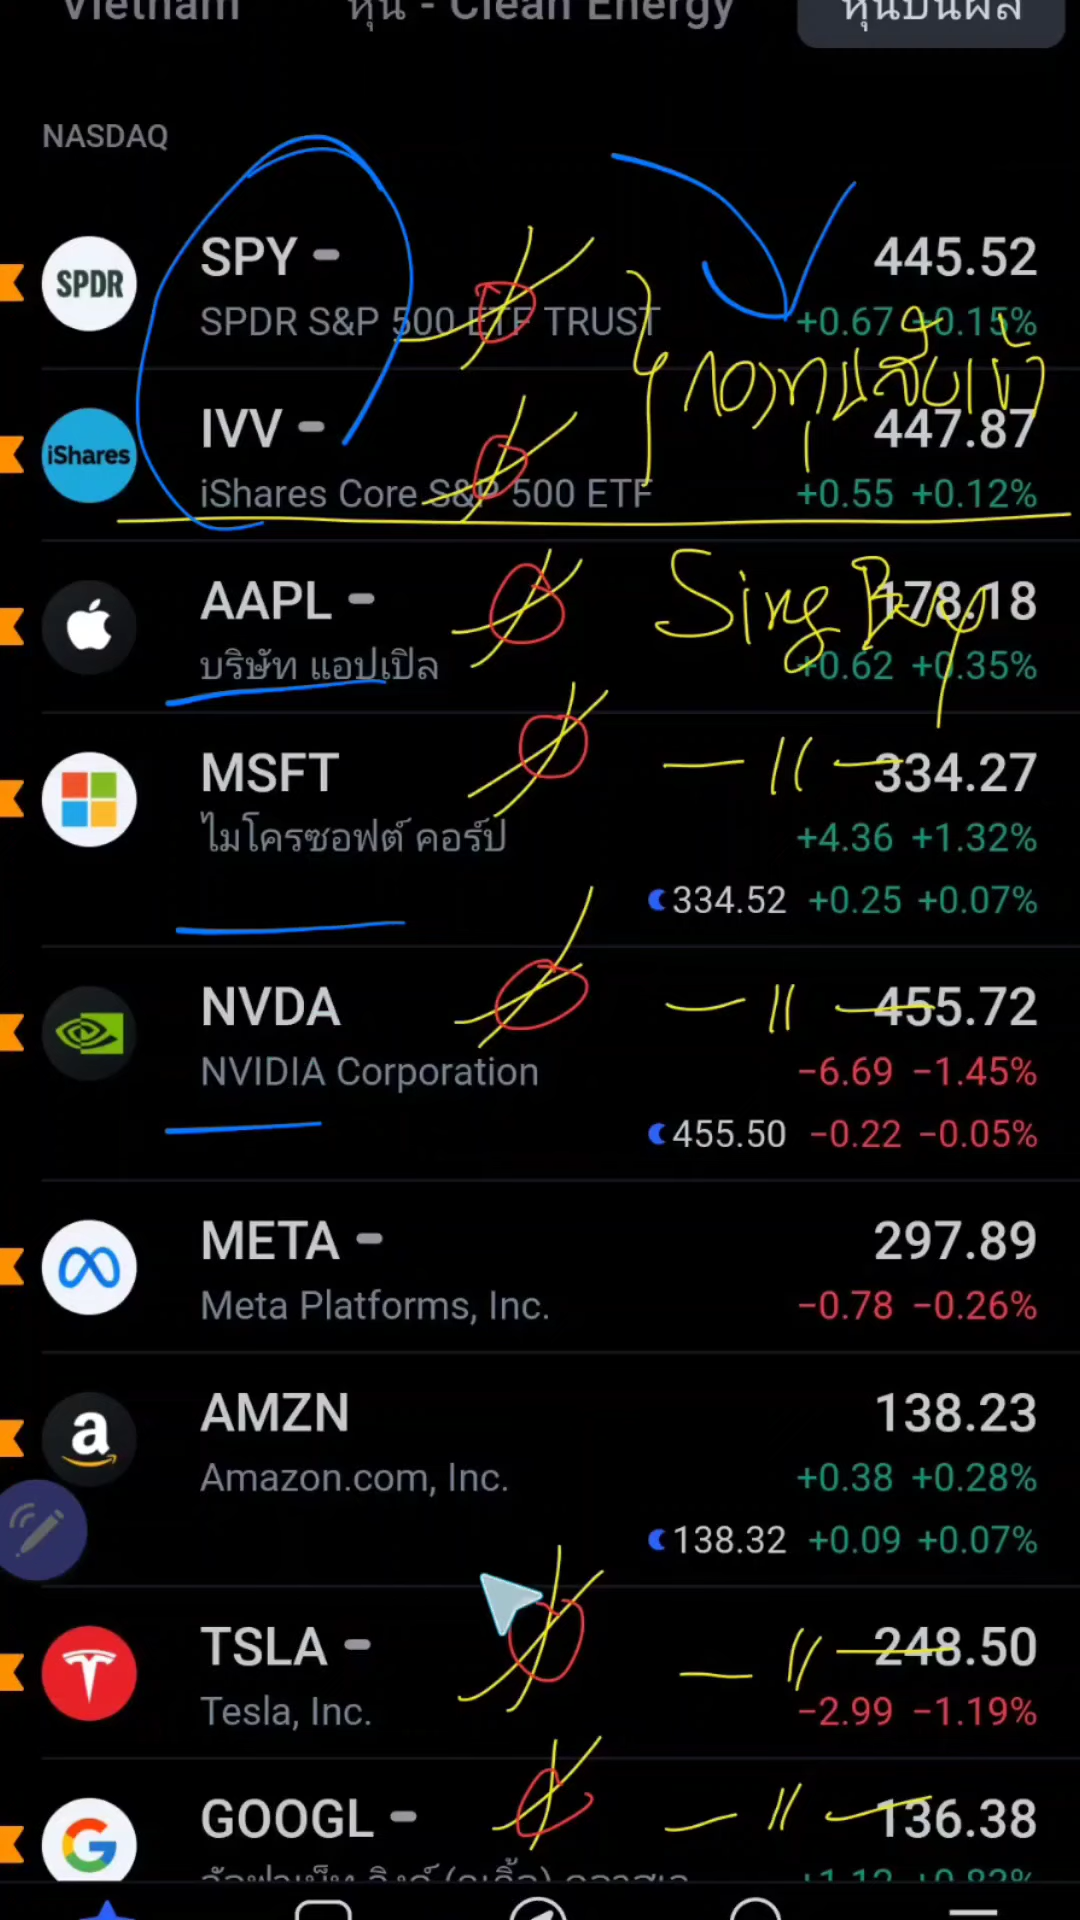 Vietnam หุ้น - Clean Energy หุ้นปันผล
NASDAQ
SPDR SPY 445.52
SPDR S&P 500 ETF TRUST +0.67 +0.15%
iShares IVV 447.87
iShares Core S&P 500 ETF +0.55 +0.12%
AAPL 178.18
บริษัท แอปเปิล +0.62 +0.35%
MSFT 334.27
ไมโครซอฟต์ คอร์ป +4.36 +1.32%
334.52 +0.25 +0.07%
NVDA 455.72
NVIDIA Corporation −6.69 −1.45%
455.50 −0.22 −0.05%
META 297.89
Meta Platforms, Inc. −0.78 −0.26%
AMZN 138.23
Amazon.com, Inc. +0.38 +0.28%
138.32 +0.09 +0.07%
TSLA 248.50
Tesla, Inc. −2.99 −1.19%
GOOGL 136.38